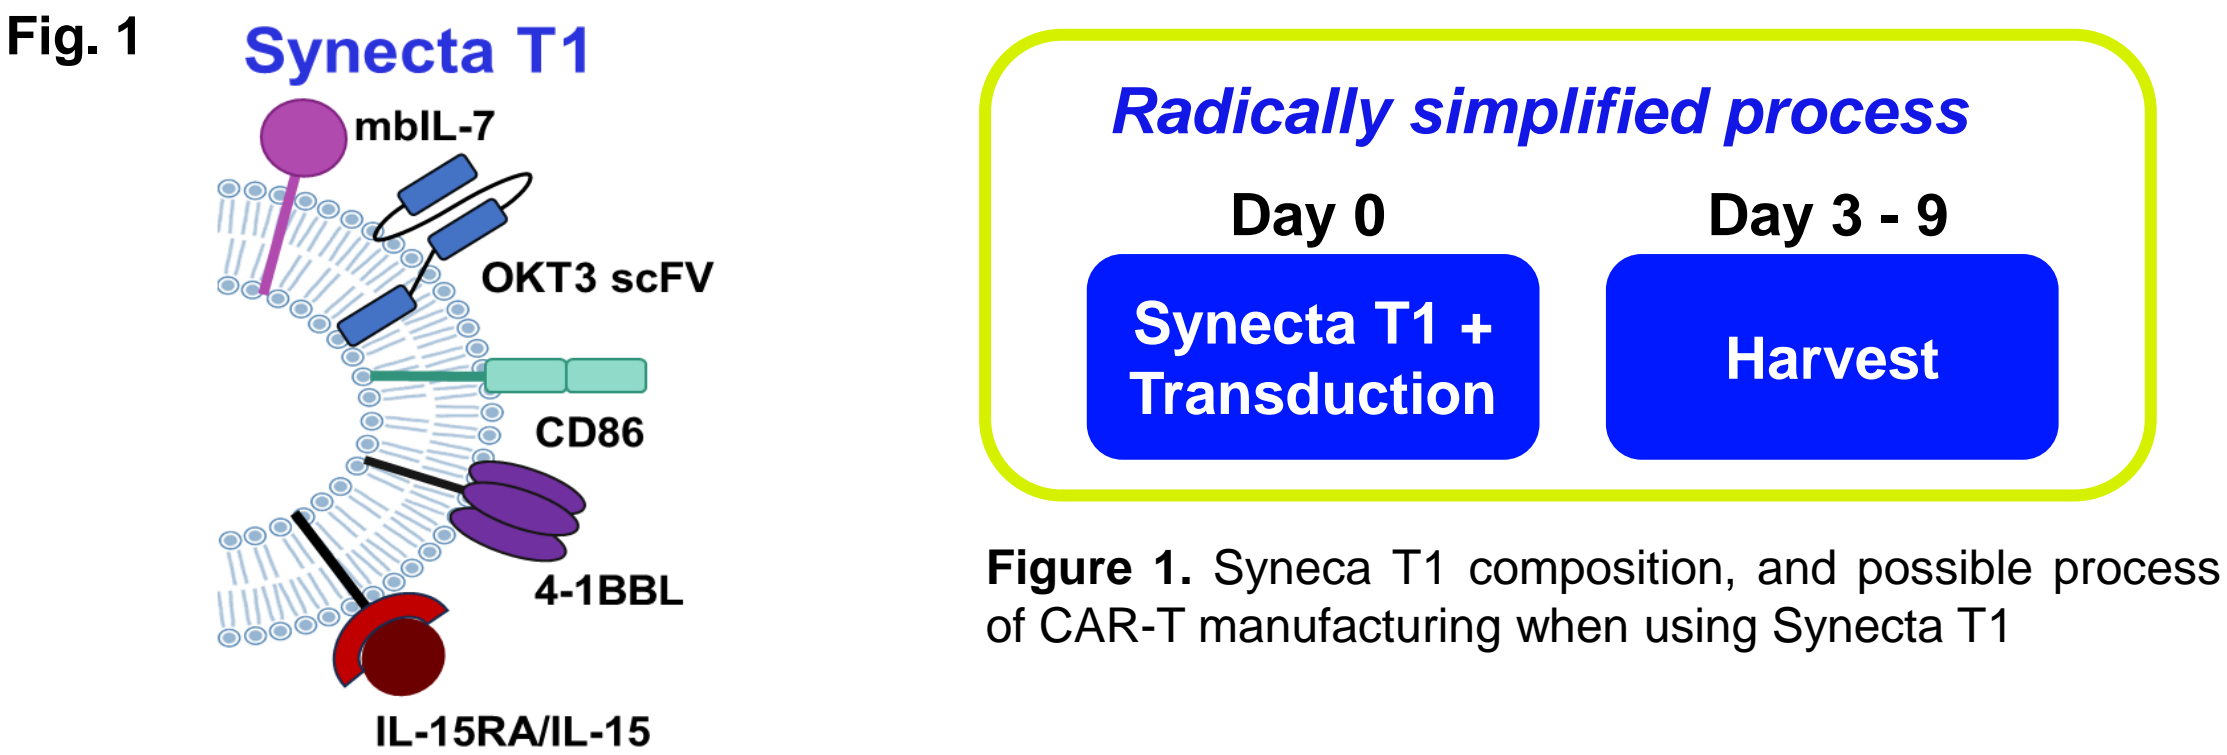 Fig. 1
Synecta T1
mbIL-7
OKT3 scFV
CD86
4-1BBL
IL-15RA/IL-15
Radically simplified process
Day 0
Synecta T1 +
Transduction
Day 3 - 9
Harvest
Figure 1. Syneca T1 composition, and possible process
of CAR-T manufacturing when using Synecta T1